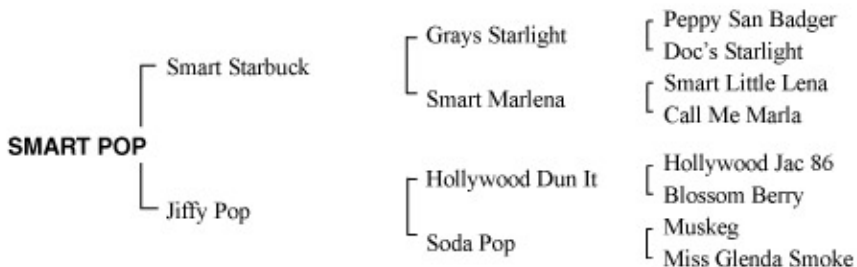 Peppy San Badger
Grays Starlight
Doc's Starlight
Smart Starbuck
Smart Little Lena
Smart Marlena
Call Me Marla
SMART POP
Hollywood Jac 86
Hollywood Dun It
Blossom Berry
Jiffy Pop
Muskeg
Soda Pop
Miss Glenda Smoke